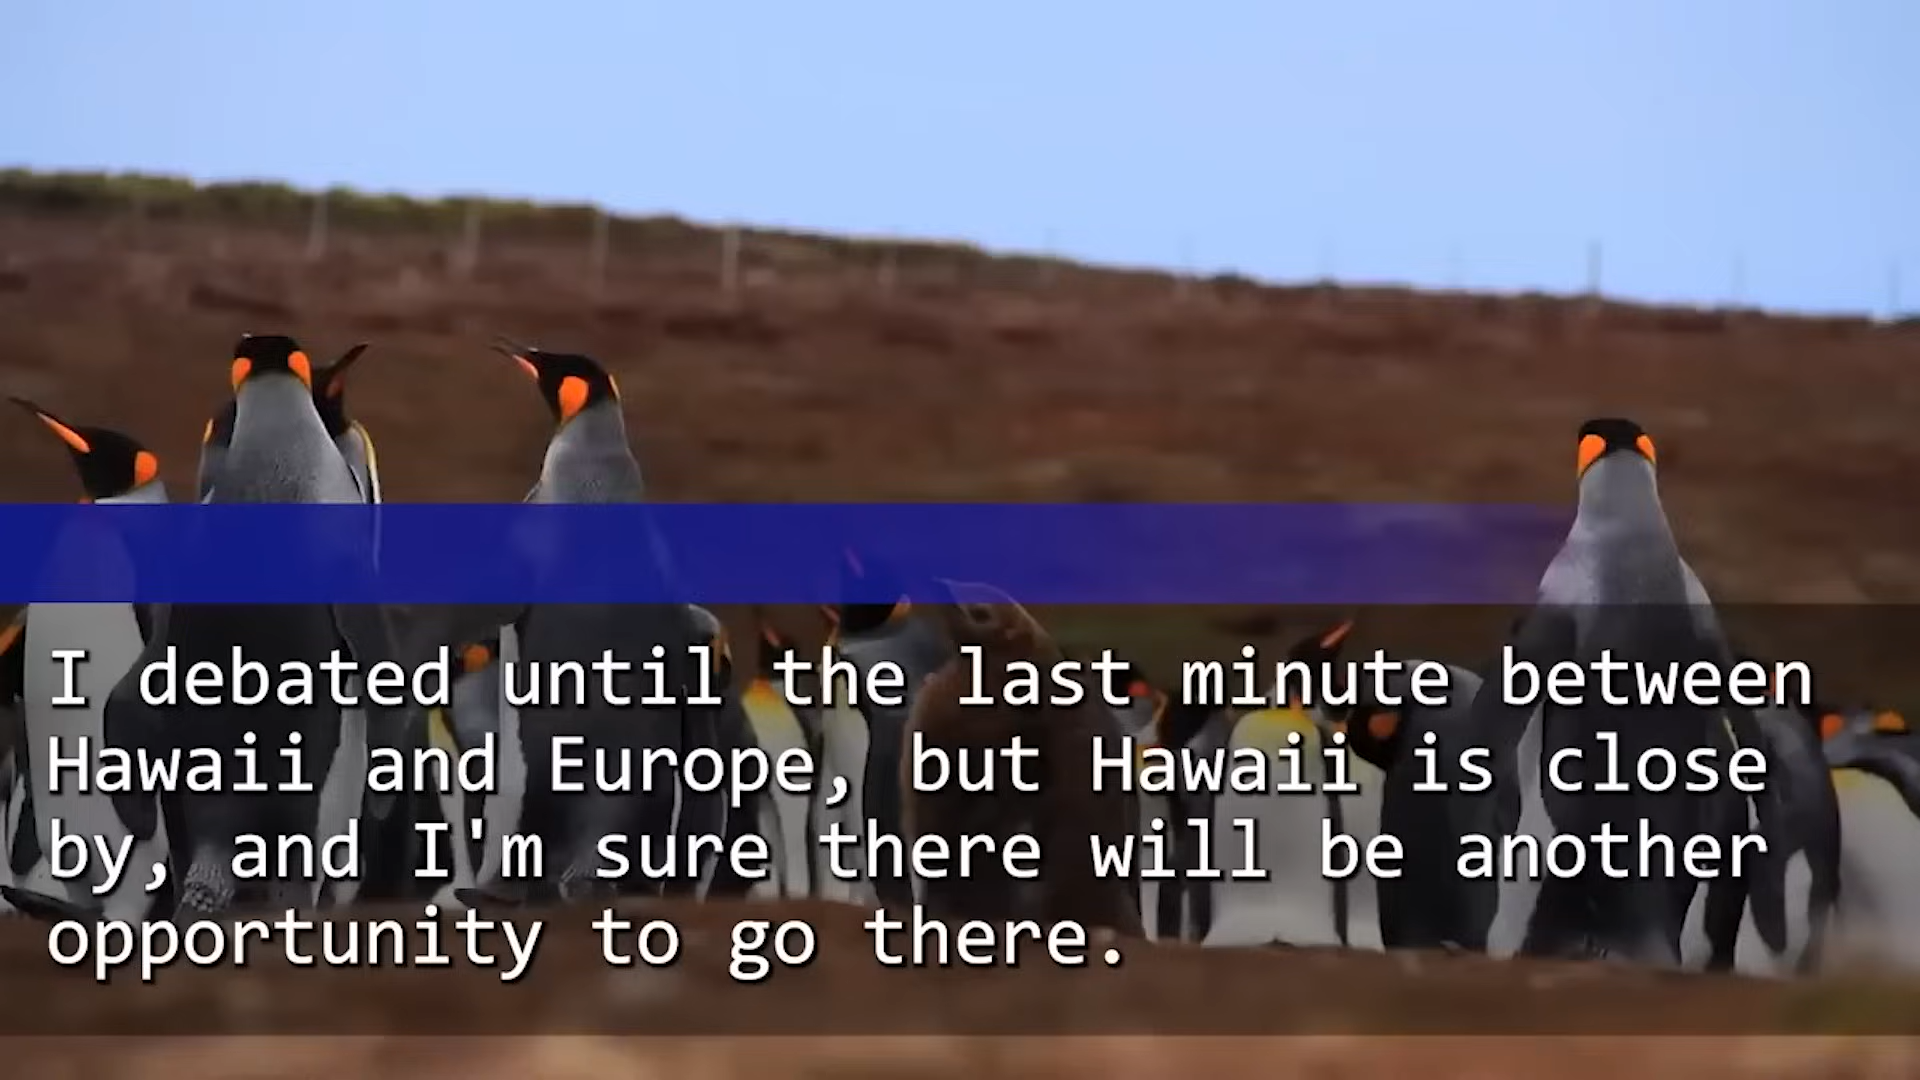 I debated until the last minute between
Hawaii and Europe, but Hawaii is close
by, and I'm sure there will be another
opportunity to go there.